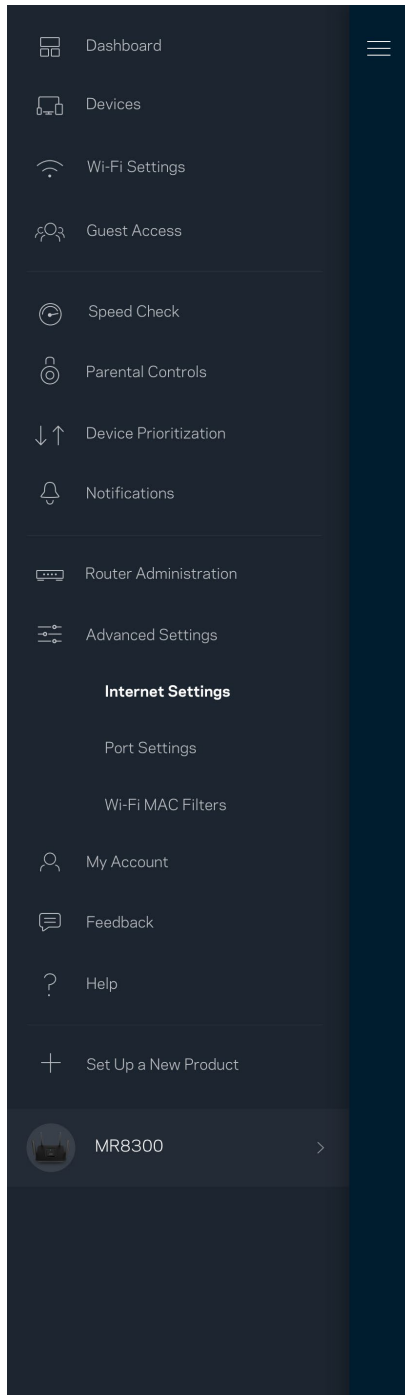 Dashboard
Devices
Wi-Fi Settings
Guest Access
Speed Check
Parental Controls
Device Prioritization
Notifications
Router Administration
Advanced Settings
Internet Settings
Port Settings
Wi-Fi MAC Filters
My Account
Feedback
Help
Set Up a New Product
MR8300